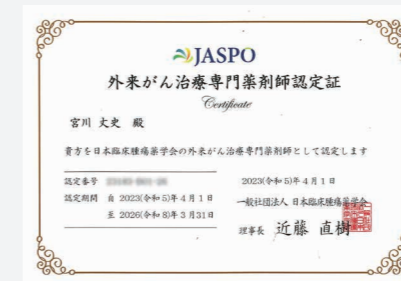 JASPO
外来がん治療専門薬剤師認定証
Certificate
宮川 丈史 殿
貴方を日本臨床腫瘍薬学会の外来がん治療専門薬剤師として認定します
認定番号
2023(令和5)年4月1日
認定期間 自 2023(令和5)年4月1日
一般社団法人 日本臨床腫瘍薬学会
至 2026(令和8)年3月31日
理事長 近藤 直樹